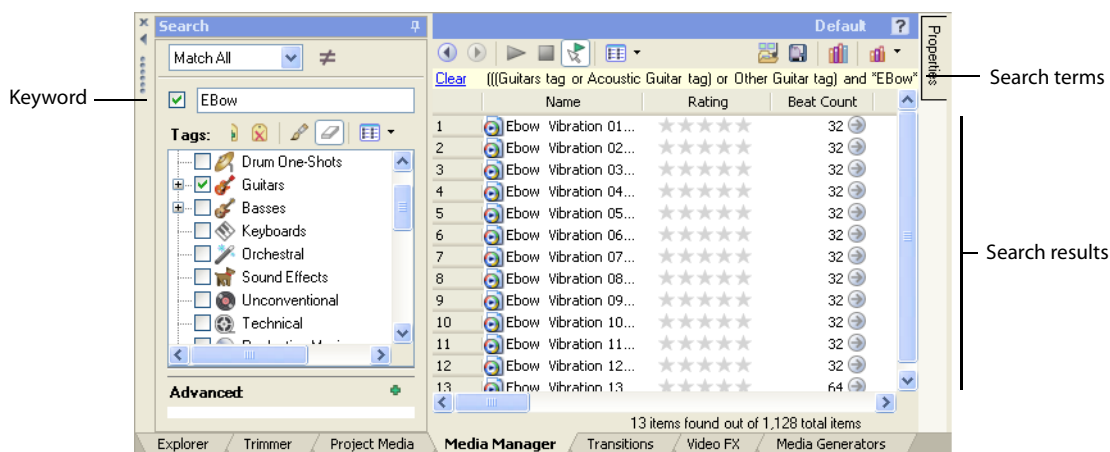 Search
Default
?
Properties
Match All
Clear
(((Guitars tag or Acoustic Guitar tag) or Other Guitar tag) and "EBow"
Search terms
Keyword
EBow
Name
Rating
Beat Count
Tags:
Drum One-Shots
Guitars
Basses
Keyboards
Orchestral
Sound Effects
Unconventional
Technical
1 Ebow Vibration 01... 32
2 Ebow Vibration 02... 32
3 Ebow Vibration 03... 32
4 Ebow Vibration 04... 32
5 Ebow Vibration 05... 32
6 Ebow Vibration 06... 32
7 Ebow Vibration 07... 32
8 Ebow Vibration 08... 32
9 Ebow Vibration 09... 32
10 Ebow Vibration 10... 32
11 Ebow Vibration 11... 32
12 Ebow Vibration 12... 32
13 Ebow Vibration 13 64
Search results
Advanced:
13 items found out of 1,128 total items
Explorer
Trimmer
Project Media
Media Manager
Transitions
Video FX
Media Generators